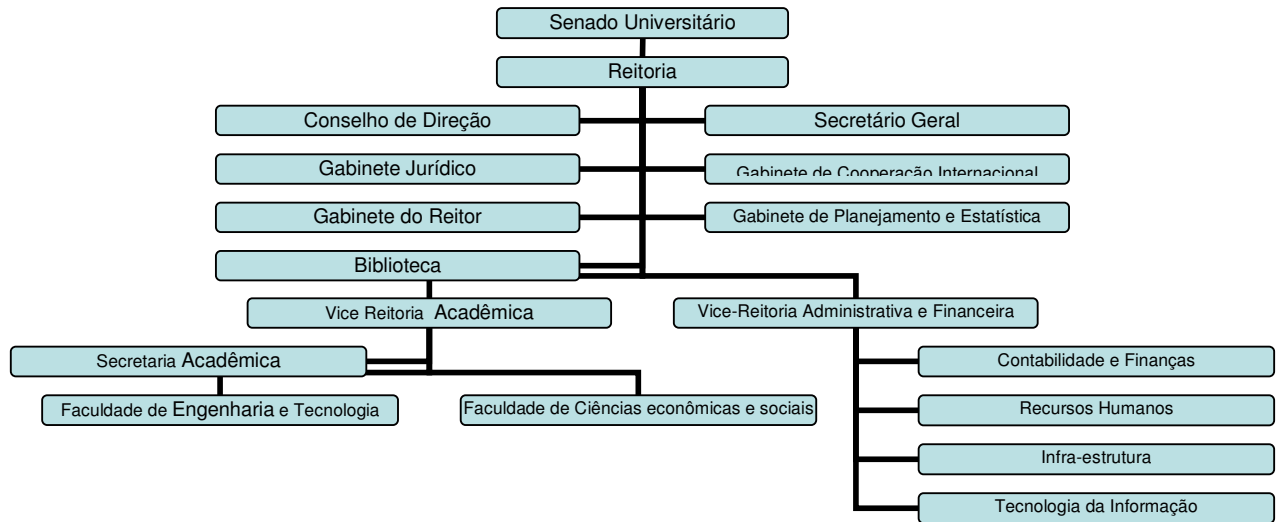 Senado Universitário
Reitoria
Conselho de Direção
Secretário Geral
Gabinete Jurídico
Gabinete de Cooperação Internacional
Gabinete do Reitor
Gabinete de Planejamento e Estatística
Biblioteca
Vice Reitoria Acadêmica
Vice-Reitoria Administrativa e Financeira
Secretaria Acadêmica
Contabilidade e Finanças
Faculdade de Engenharia e Tecnologia
Faculdade de Ciências econômicas e sociais
Recursos Humanos
Infra-estrutura
Tecnologia da Informação